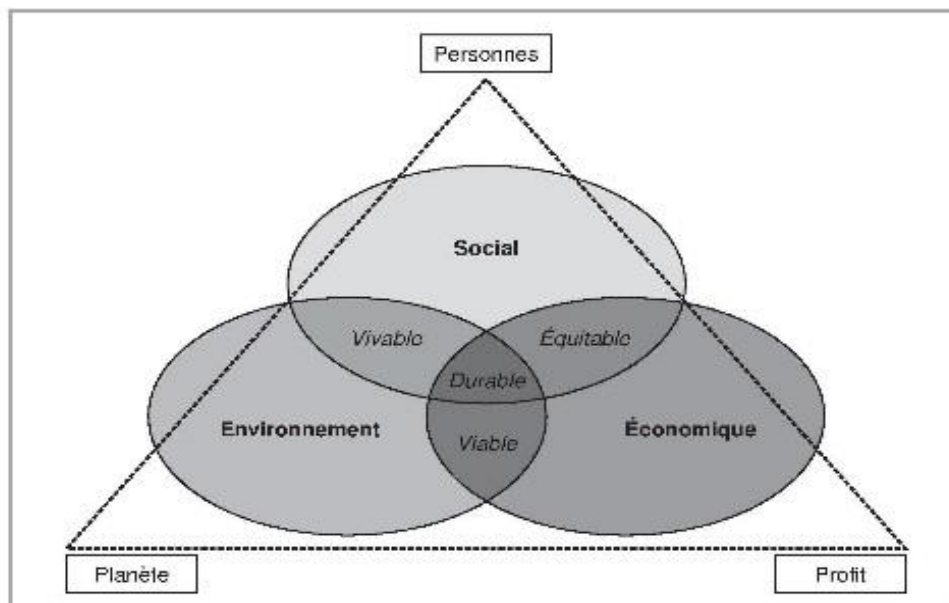 Personnes
Social
Vivable
Équitable
Durable
Environnement
Économique
Viable
Planète
Profit